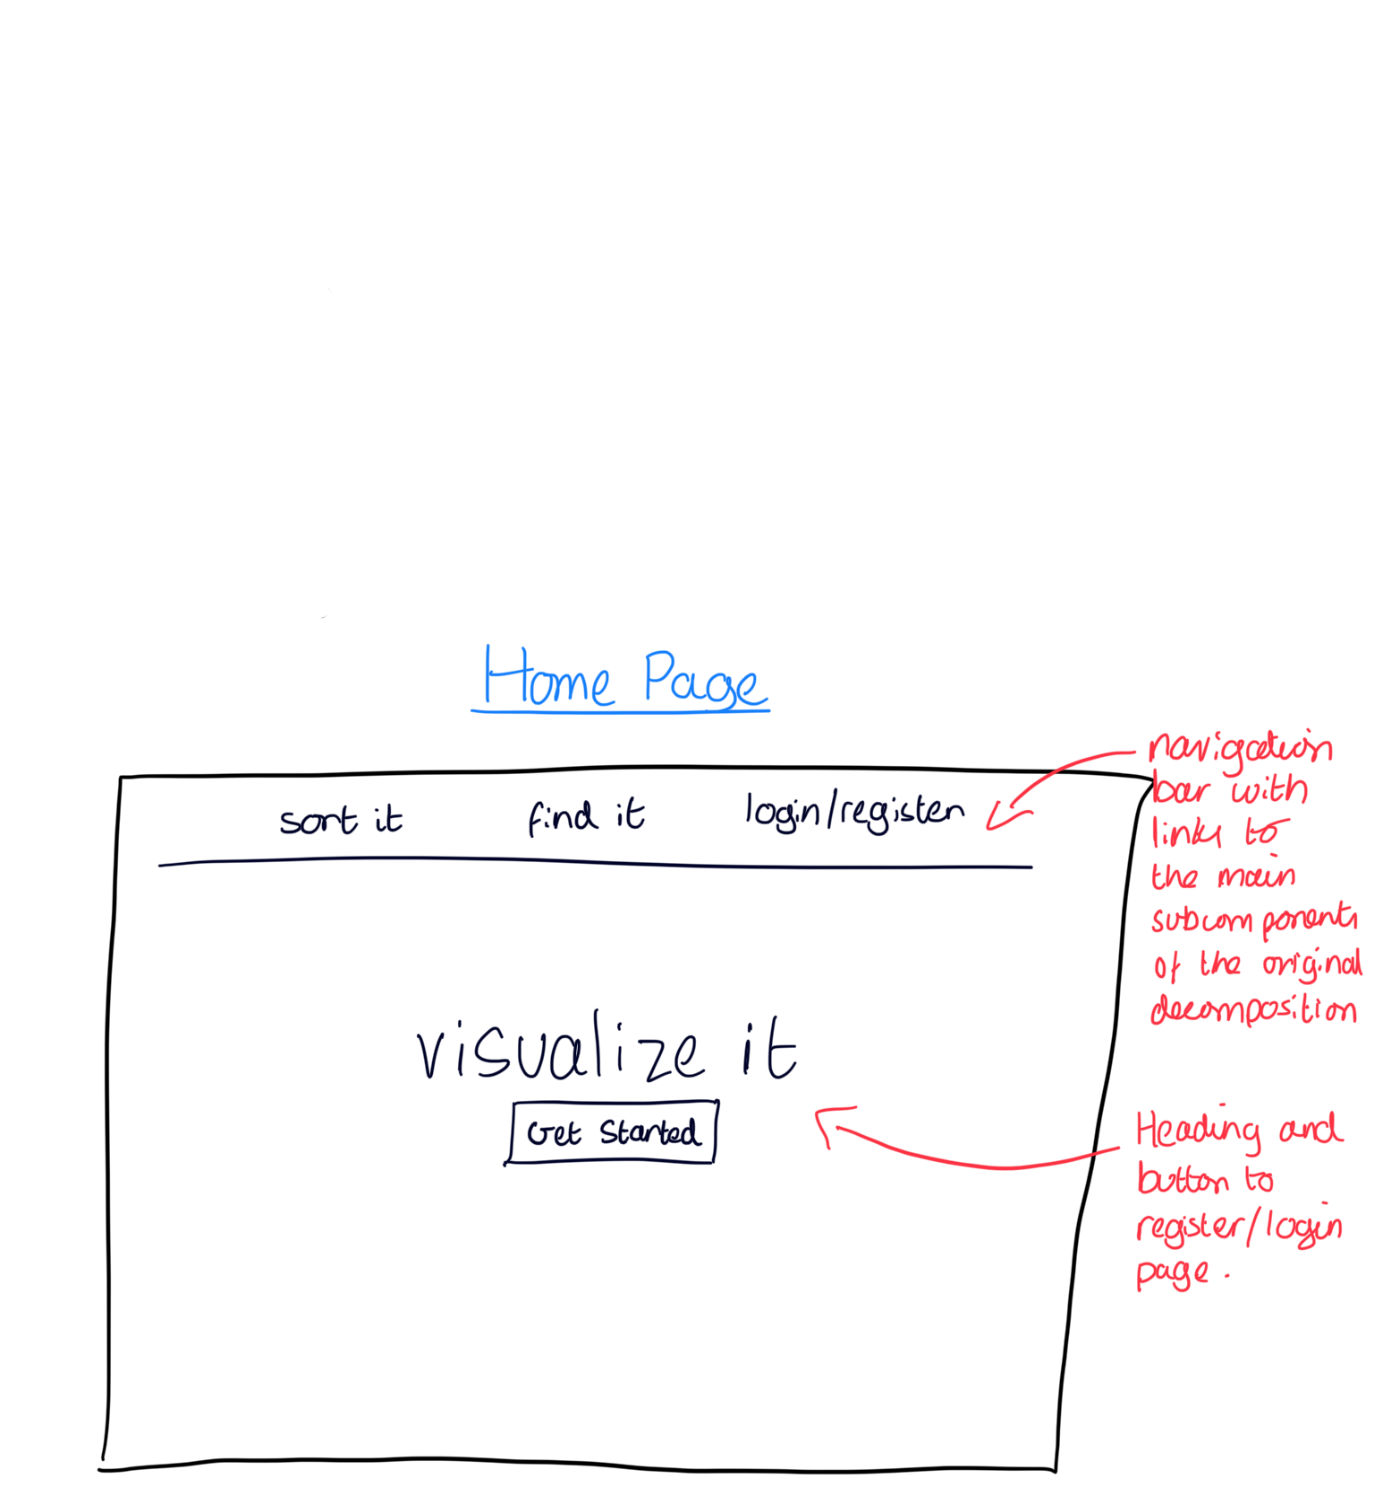 Home Page
sort it find it login/register
visualize it
Get Started
navigation
bar with
links to
the main
subcomponents
of the original
decomposition
Heading and
button to
register/login
page.